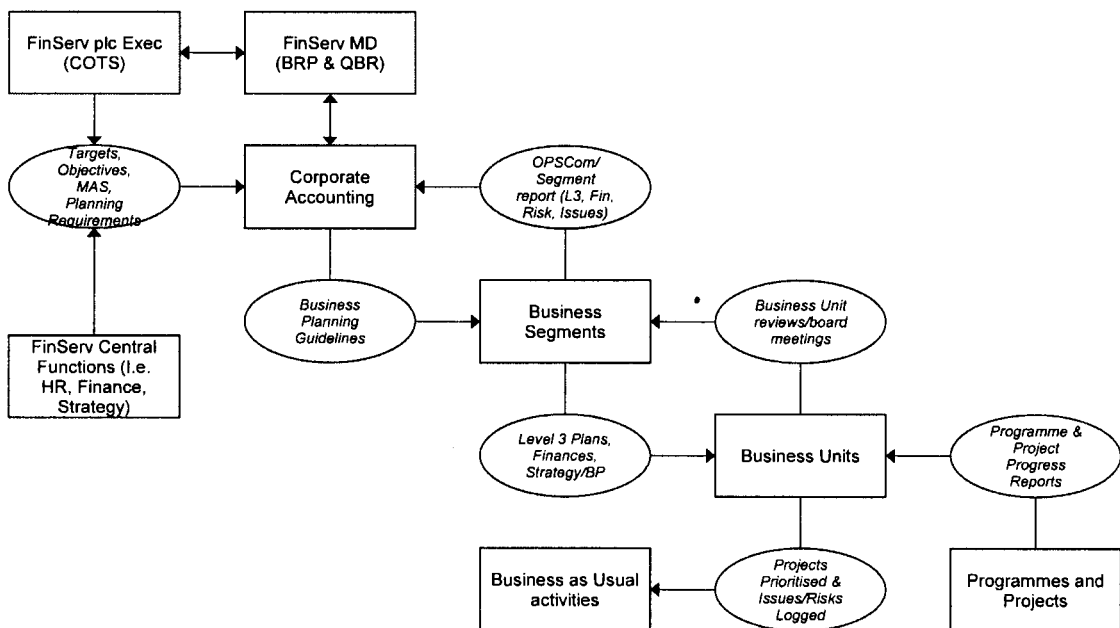 FinServ plc Exec
(COTS)
FinServ MD
(BRP & QBR)
Targets,
Objectives,
MAS,
Planning
Requirements
Corporate
Accounting
OPSCom/
Segment
report (L3, Fin,
Risk, Issues)
Business
Planning
Guidelines
Business
Segments
Business Unit
reviews/board
meetings
FinServ Central
Functions (I.e.
HR, Finance,
Strategy)
Level 3 Plans,
Finances,
Strategy/BP
Business Units
Programme &
Project
Progress
Reports
Business as Usual
activities
Projects
Prioritised &
Issues/Risks
Logged
Programmes and
Projects